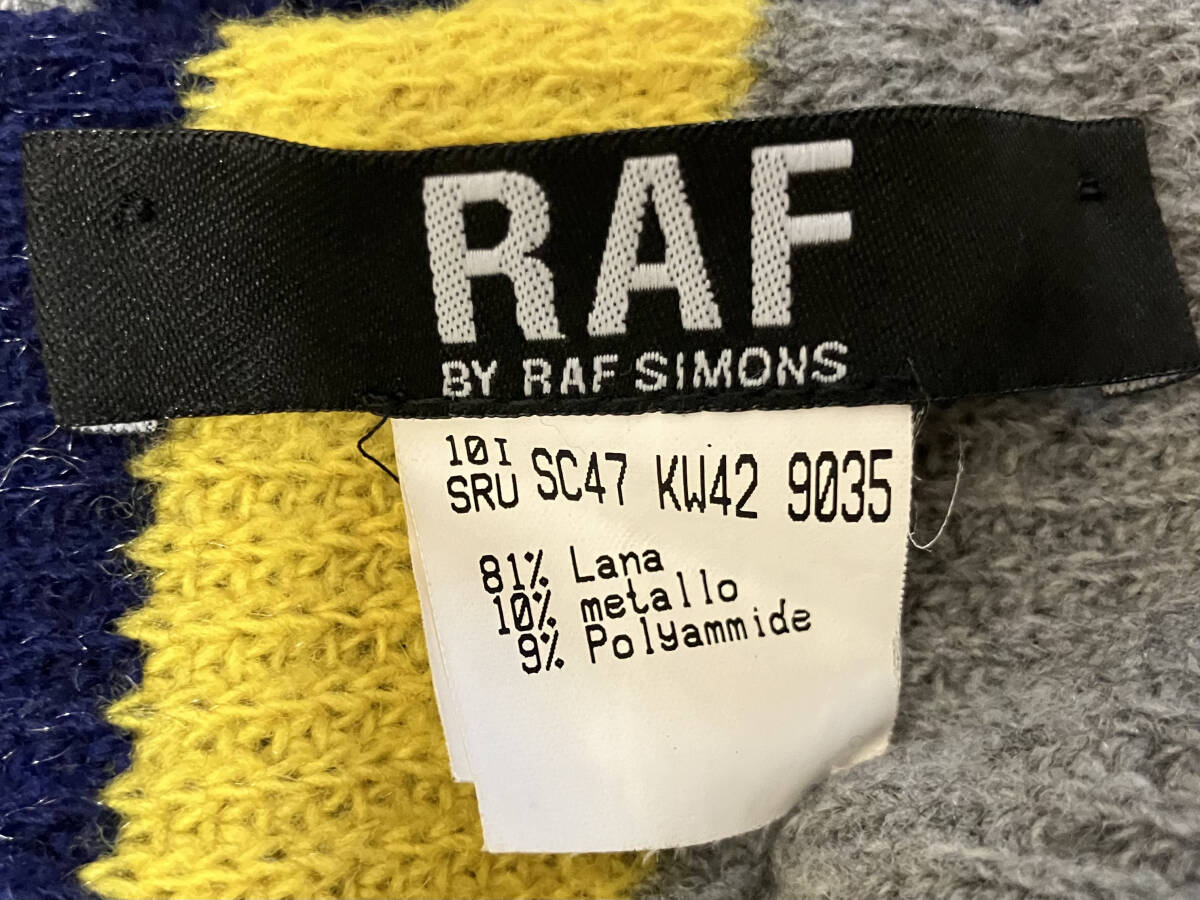 RAF
BY RAF SIMONS
10I
SRU SC47 KW42 9035
81% Lana
10% metallo
9% Polyammide